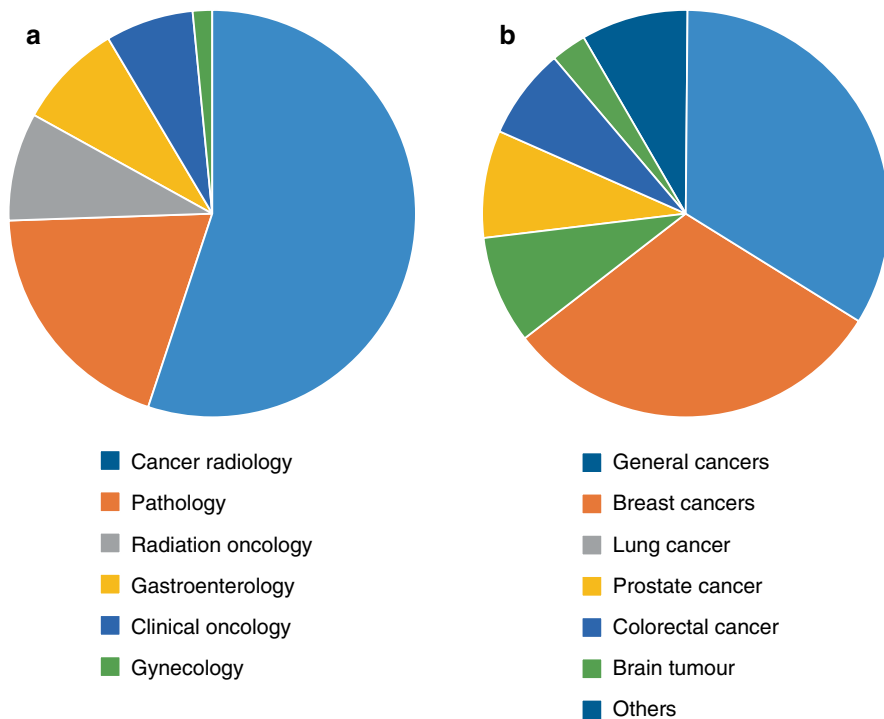 a
Cancer radiology
Pathology
Radiation oncology
Gastroenterology
Clinical oncology
Gynecology
b
General cancers
Breast cancers
Lung cancer
Prostate cancer
Colorectal cancer
Brain tumour
Others